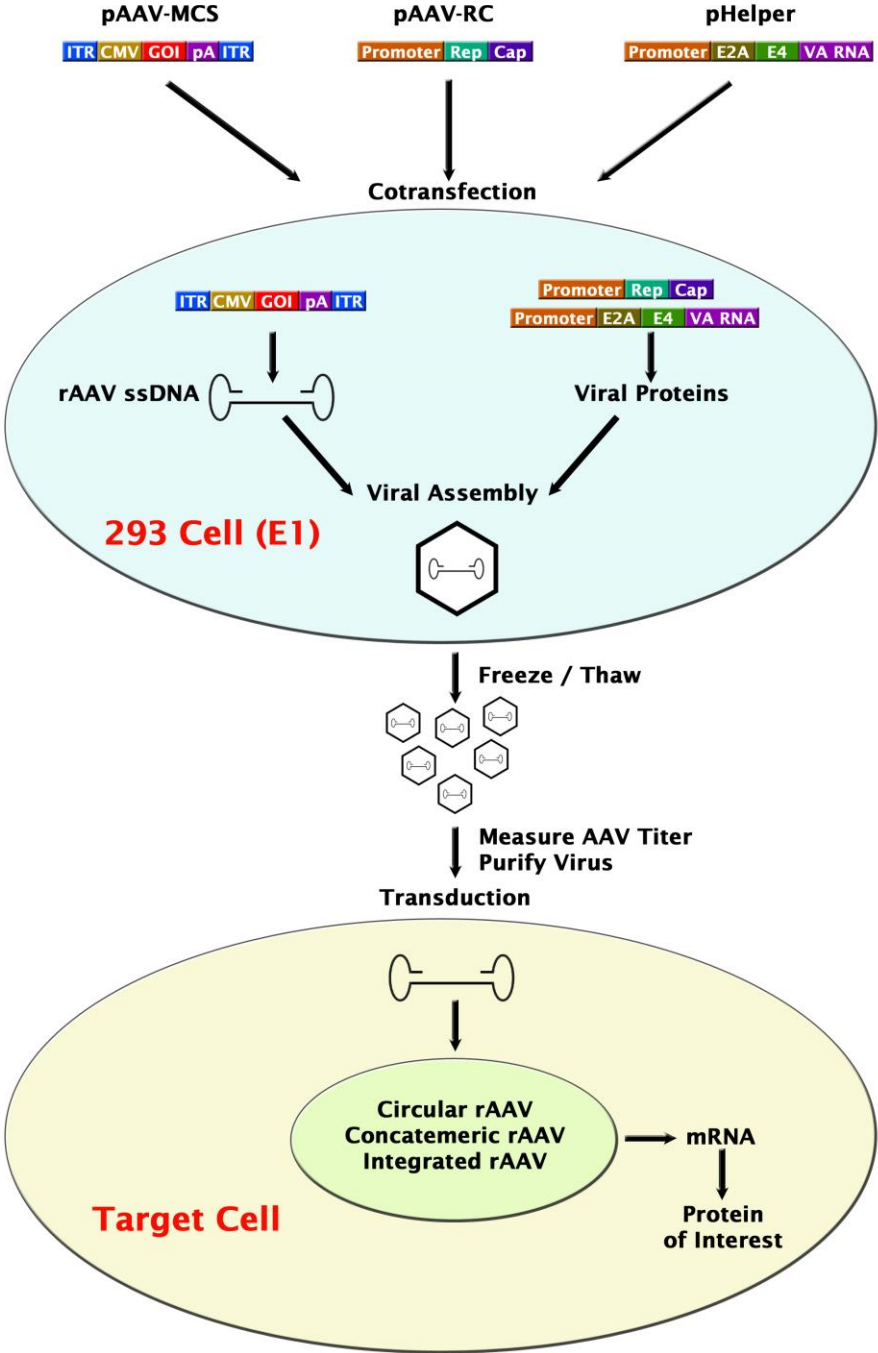 pAAV-MCS
pAAV-RC
pHelper
ITR CMV GOI pA ITR
Promoter Rep Cap
Promoter E2A E4 VA RNA
Cotransfection
ITR CMV GOI pA ITR
Promoter Rep Cap
Promoter E2A E4 VA RNA
rAAV ssDNA
Viral Proteins
Viral Assembly
293 Cell (E1)
Freeze / Thaw
Measure AAV Titer
Purify Virus
Transduction
Circular rAAV
Concatemeric rAAV
Integrated rAAV
mRNA
Protein
of Interest
Target Cell